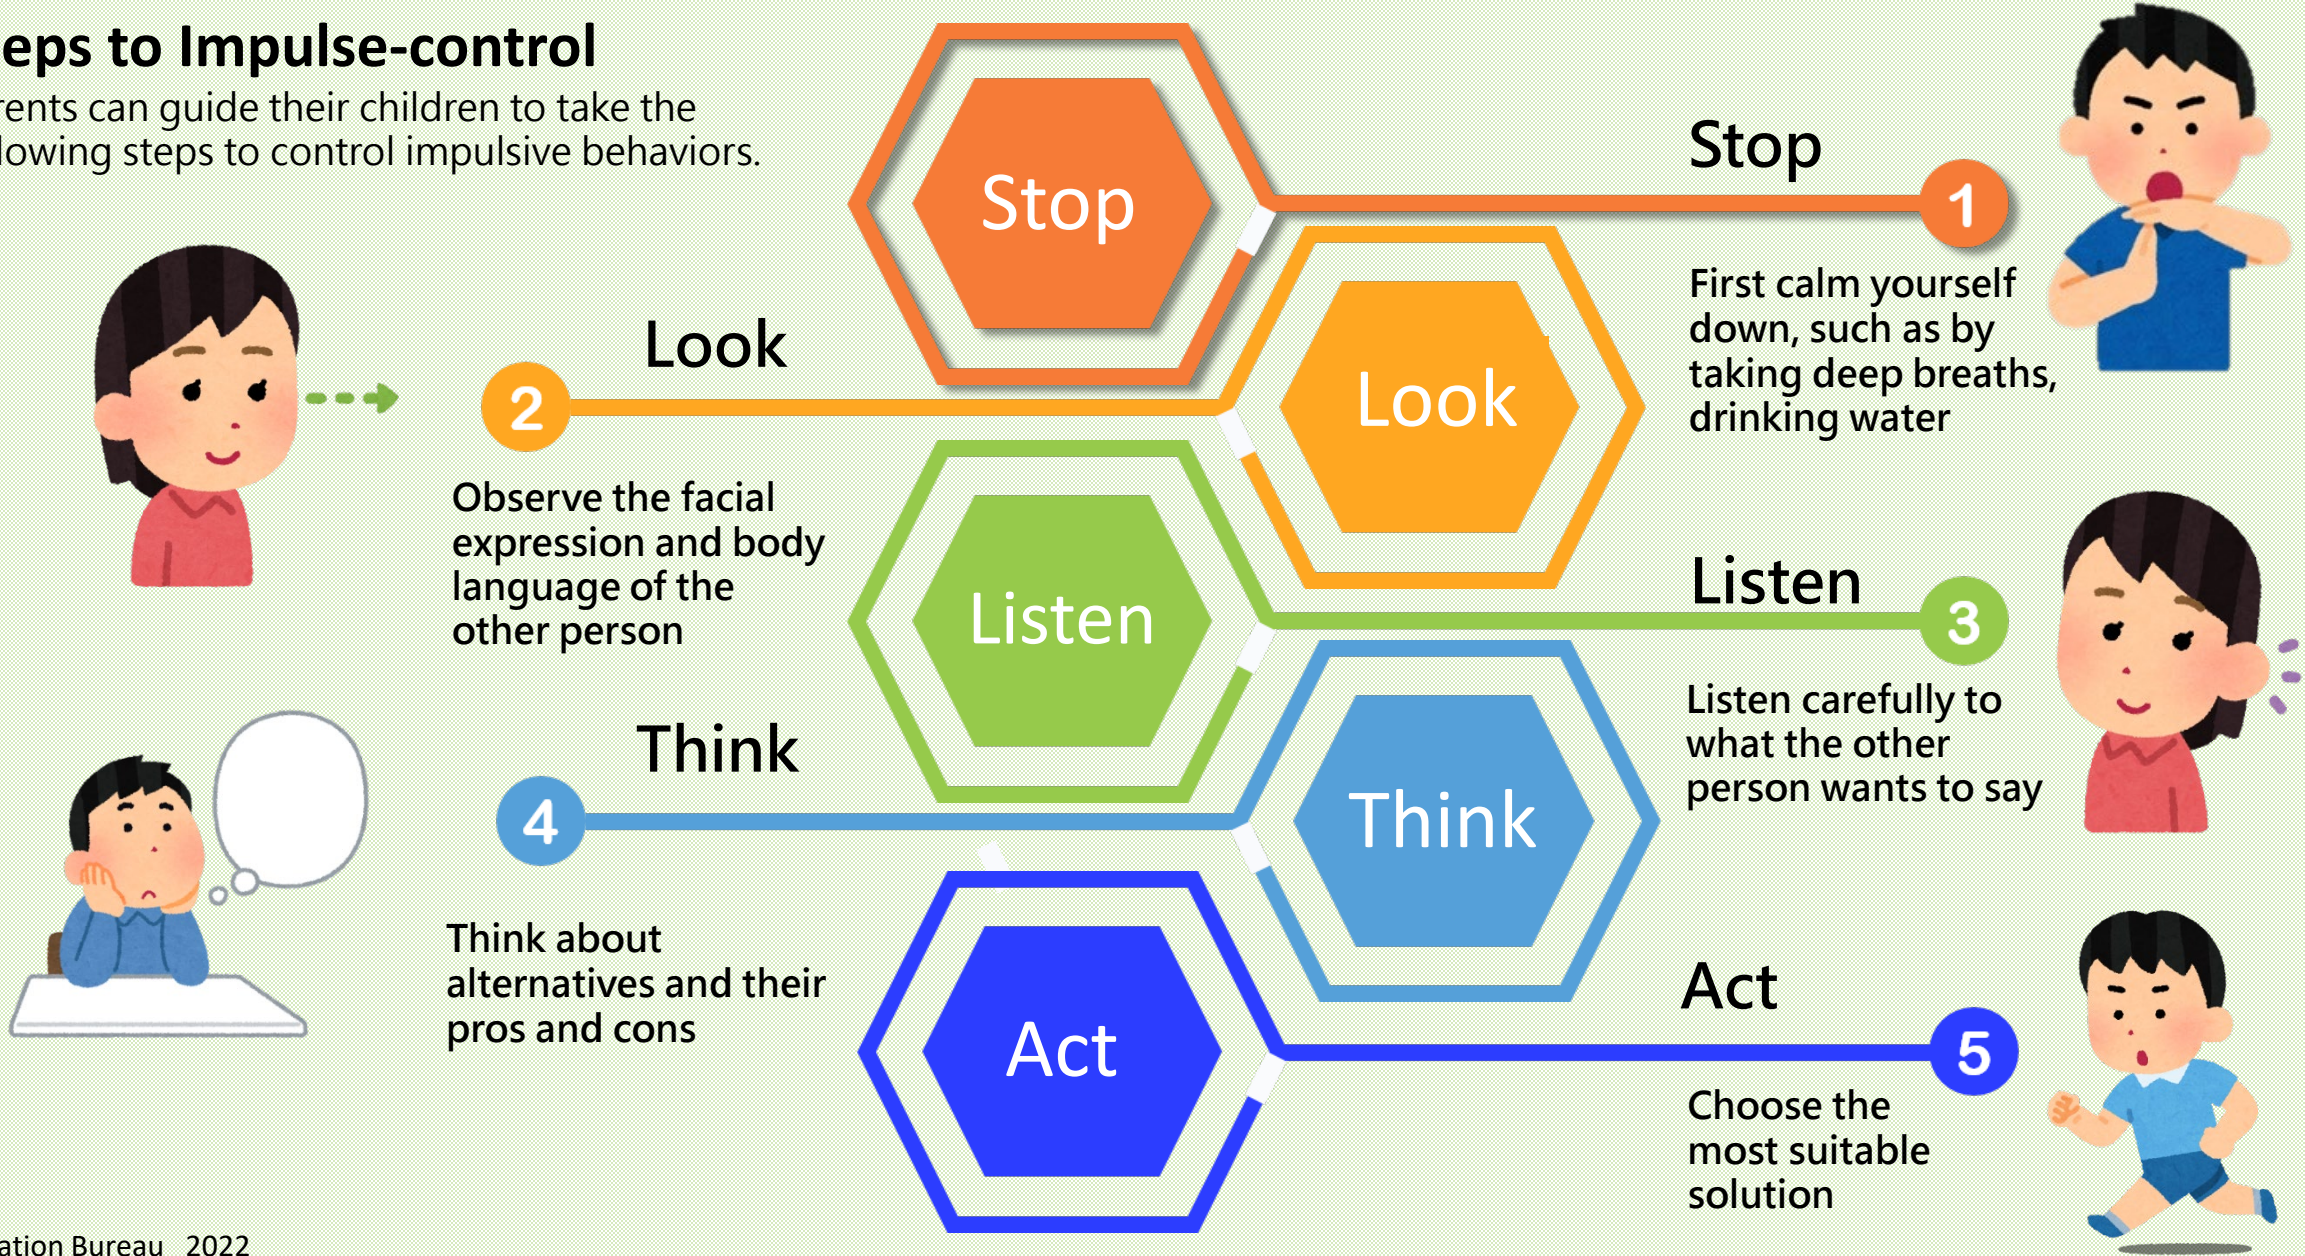 eps to Impulse-control
rents can guide their children to take the
lowing steps to control impulsive behaviors.
Stop
Stop
1
First calm yourself
down, such as by
taking deep breaths,
drinking water
Look
Look
2
Observe the facial
expression and body
language of the
other person
Listen
Listen
3
Listen carefully to
what the other
person wants to say
Think
Think
4
Think about
alternatives and their
pros and cons
Act
Act
5
Choose the
most suitable
solution
ation Bureau 2022